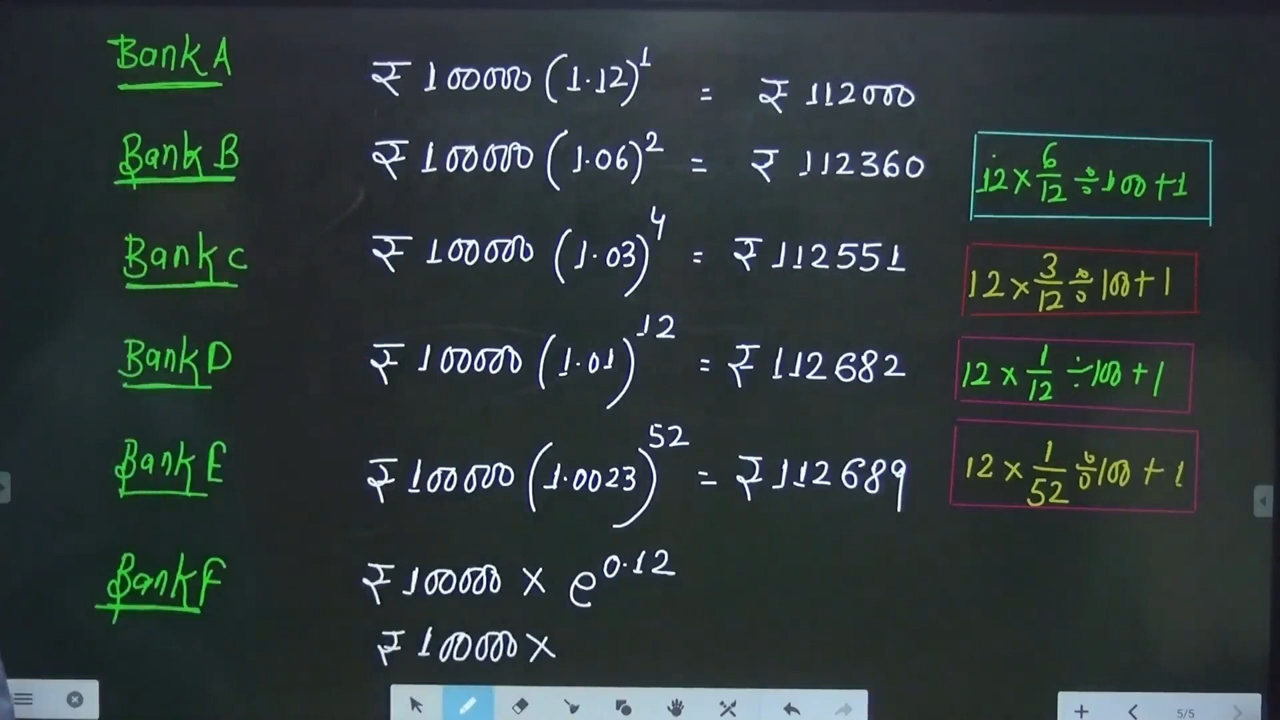 Bank A ₹ 100000 (1.12)^1 = ₹ 112000
Bank B ₹ 100000 (1.06)^2 = ₹ 112360 12 × 6/12 ÷ 100 + 1
Bank C ₹ 100000 (1.03)^4 = ₹ 112551 12 × 3/12 ÷ 100 + 1
Bank D ₹ 100000 (1.01)^12 = ₹ 112682 12 × 1/12 ÷ 100 + 1
Bank E ₹ 100000 (1.0023)^52 = ₹ 112689 12 × 1/52 ÷ 100 + 1
Bank F ₹ 100000 × e^0.12
₹ 100000 ×
5/5